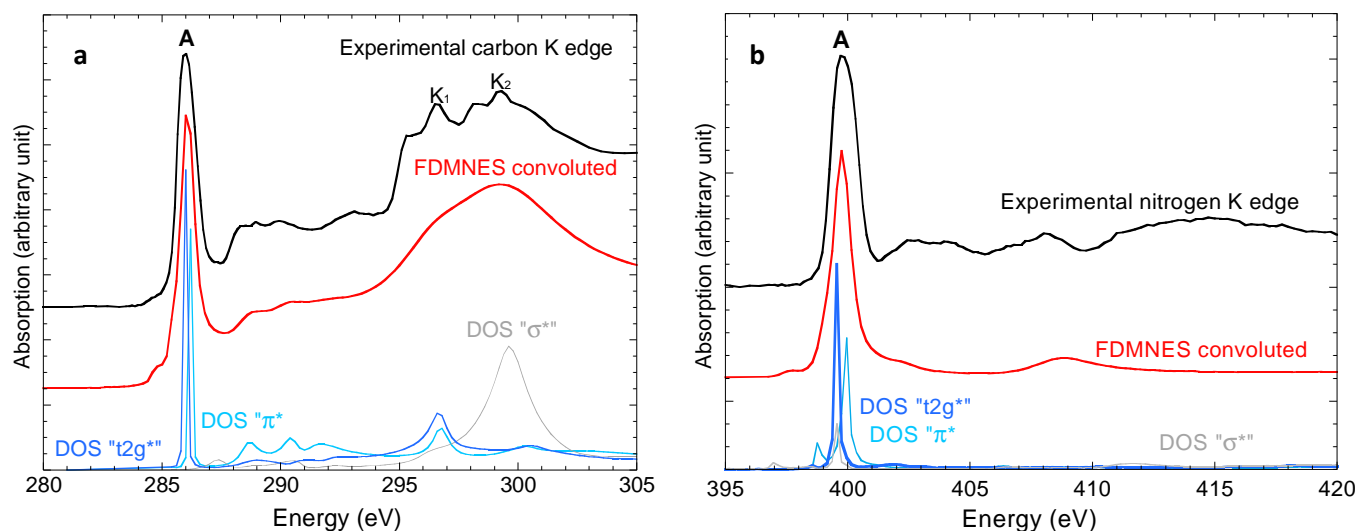 a
A
Experimental carbon K edge
K₁
K₂
FDMNES convoluted
DOS "σ*"
DOS "π*
DOS "t2g*"
Absorption (arbitrary unit)
280
285
290
295
300
305
Energy (eV)
b
A
Experimental nitrogen K edge
FDMNES convoluted
DOS "t2g*"
DOS "π*
DOS "σ*"
Absorption (arbitrary unit)
395
400
405
410
415
420
Energy (eV)